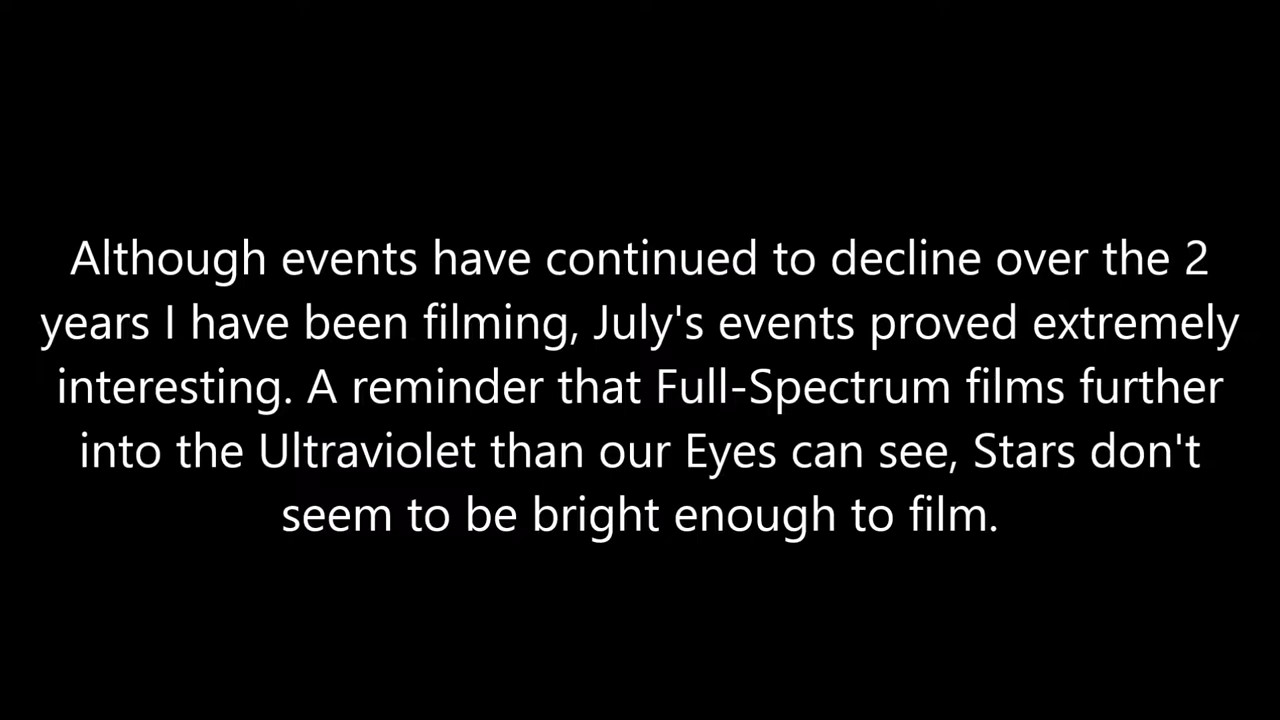 Although events have continued to decline over the 2
years I have been filming, July's events proved extremely
interesting. A reminder that Full-Spectrum films further
into the Ultraviolet than our Eyes can see, Stars don't
seem to be bright enough to film.